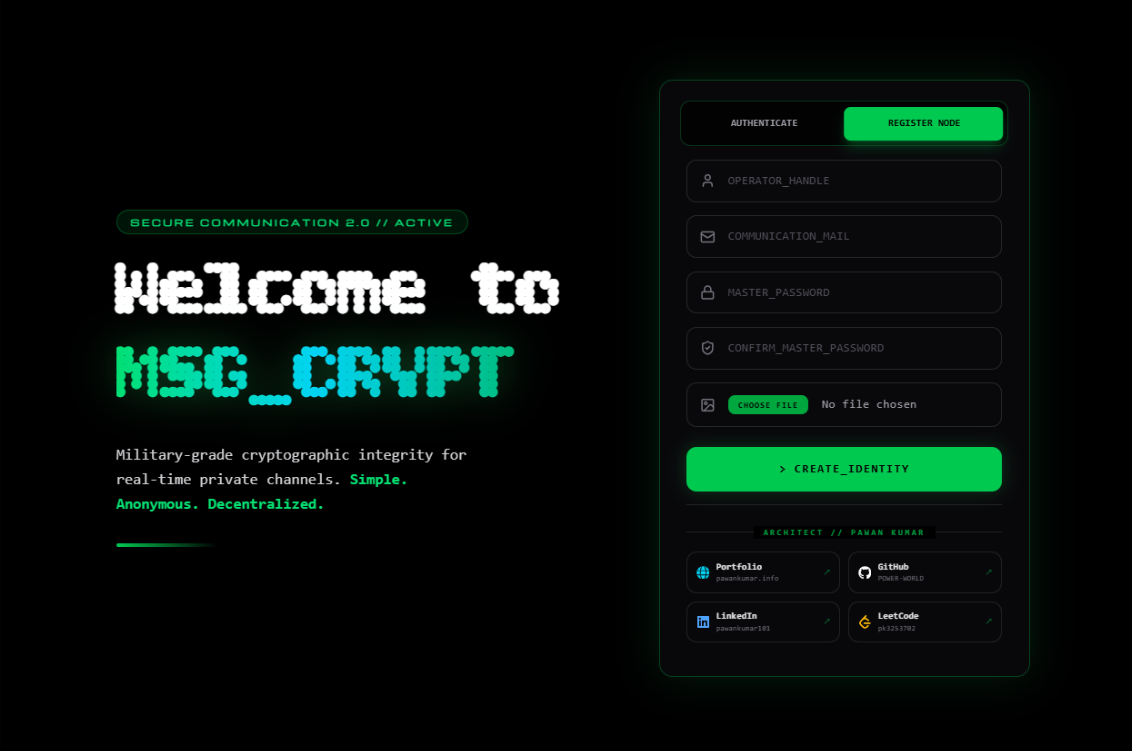 SECURE COMMUNICATION 2.0 // ACTIVE
Welcome to
MSG_CRYPT
Military-grade cryptographic integrity for
real-time private channels. Simple.
Anonymous. Decentralized.
AUTHENTICATE
REGISTER NODE
OPERATOR_HANDLE
COMMUNICATION_MAIL
MASTER_PASSWORD
CONFIRM_MASTER_PASSWORD
CHOOSE FILE No file chosen
> CREATE_IDENTITY
ARCHITECT // PAWAN KUMAR
Portfolio
pawankumar.info
GitHub
POWER-WORLD
LinkedIn
pawankumar101
LeetCode
pk3253702